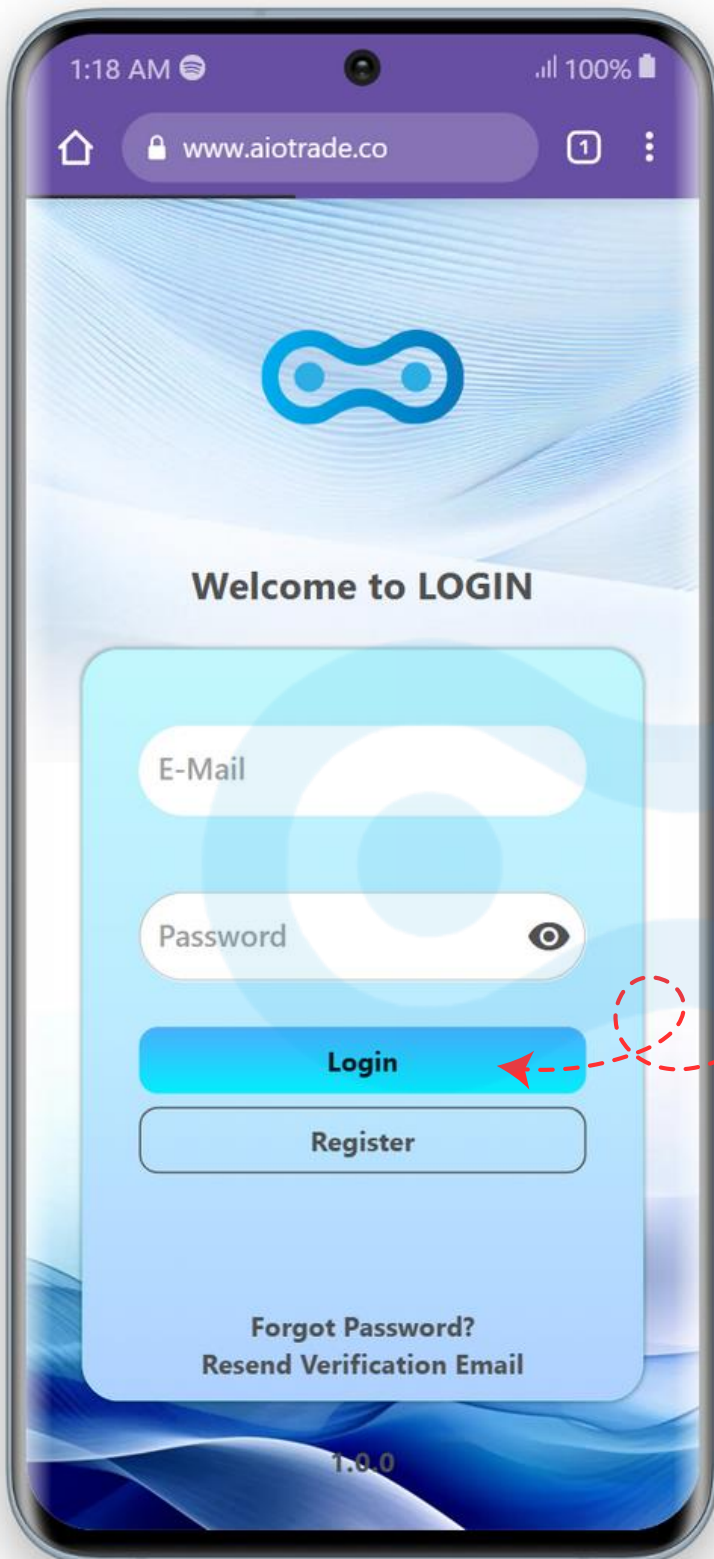 1:18 AM 100%
www.aiotrade.co 1
Welcome to LOGIN
E-Mail
Password
Login
Register
Forgot Password?
Resend Verification Email
1.0.0